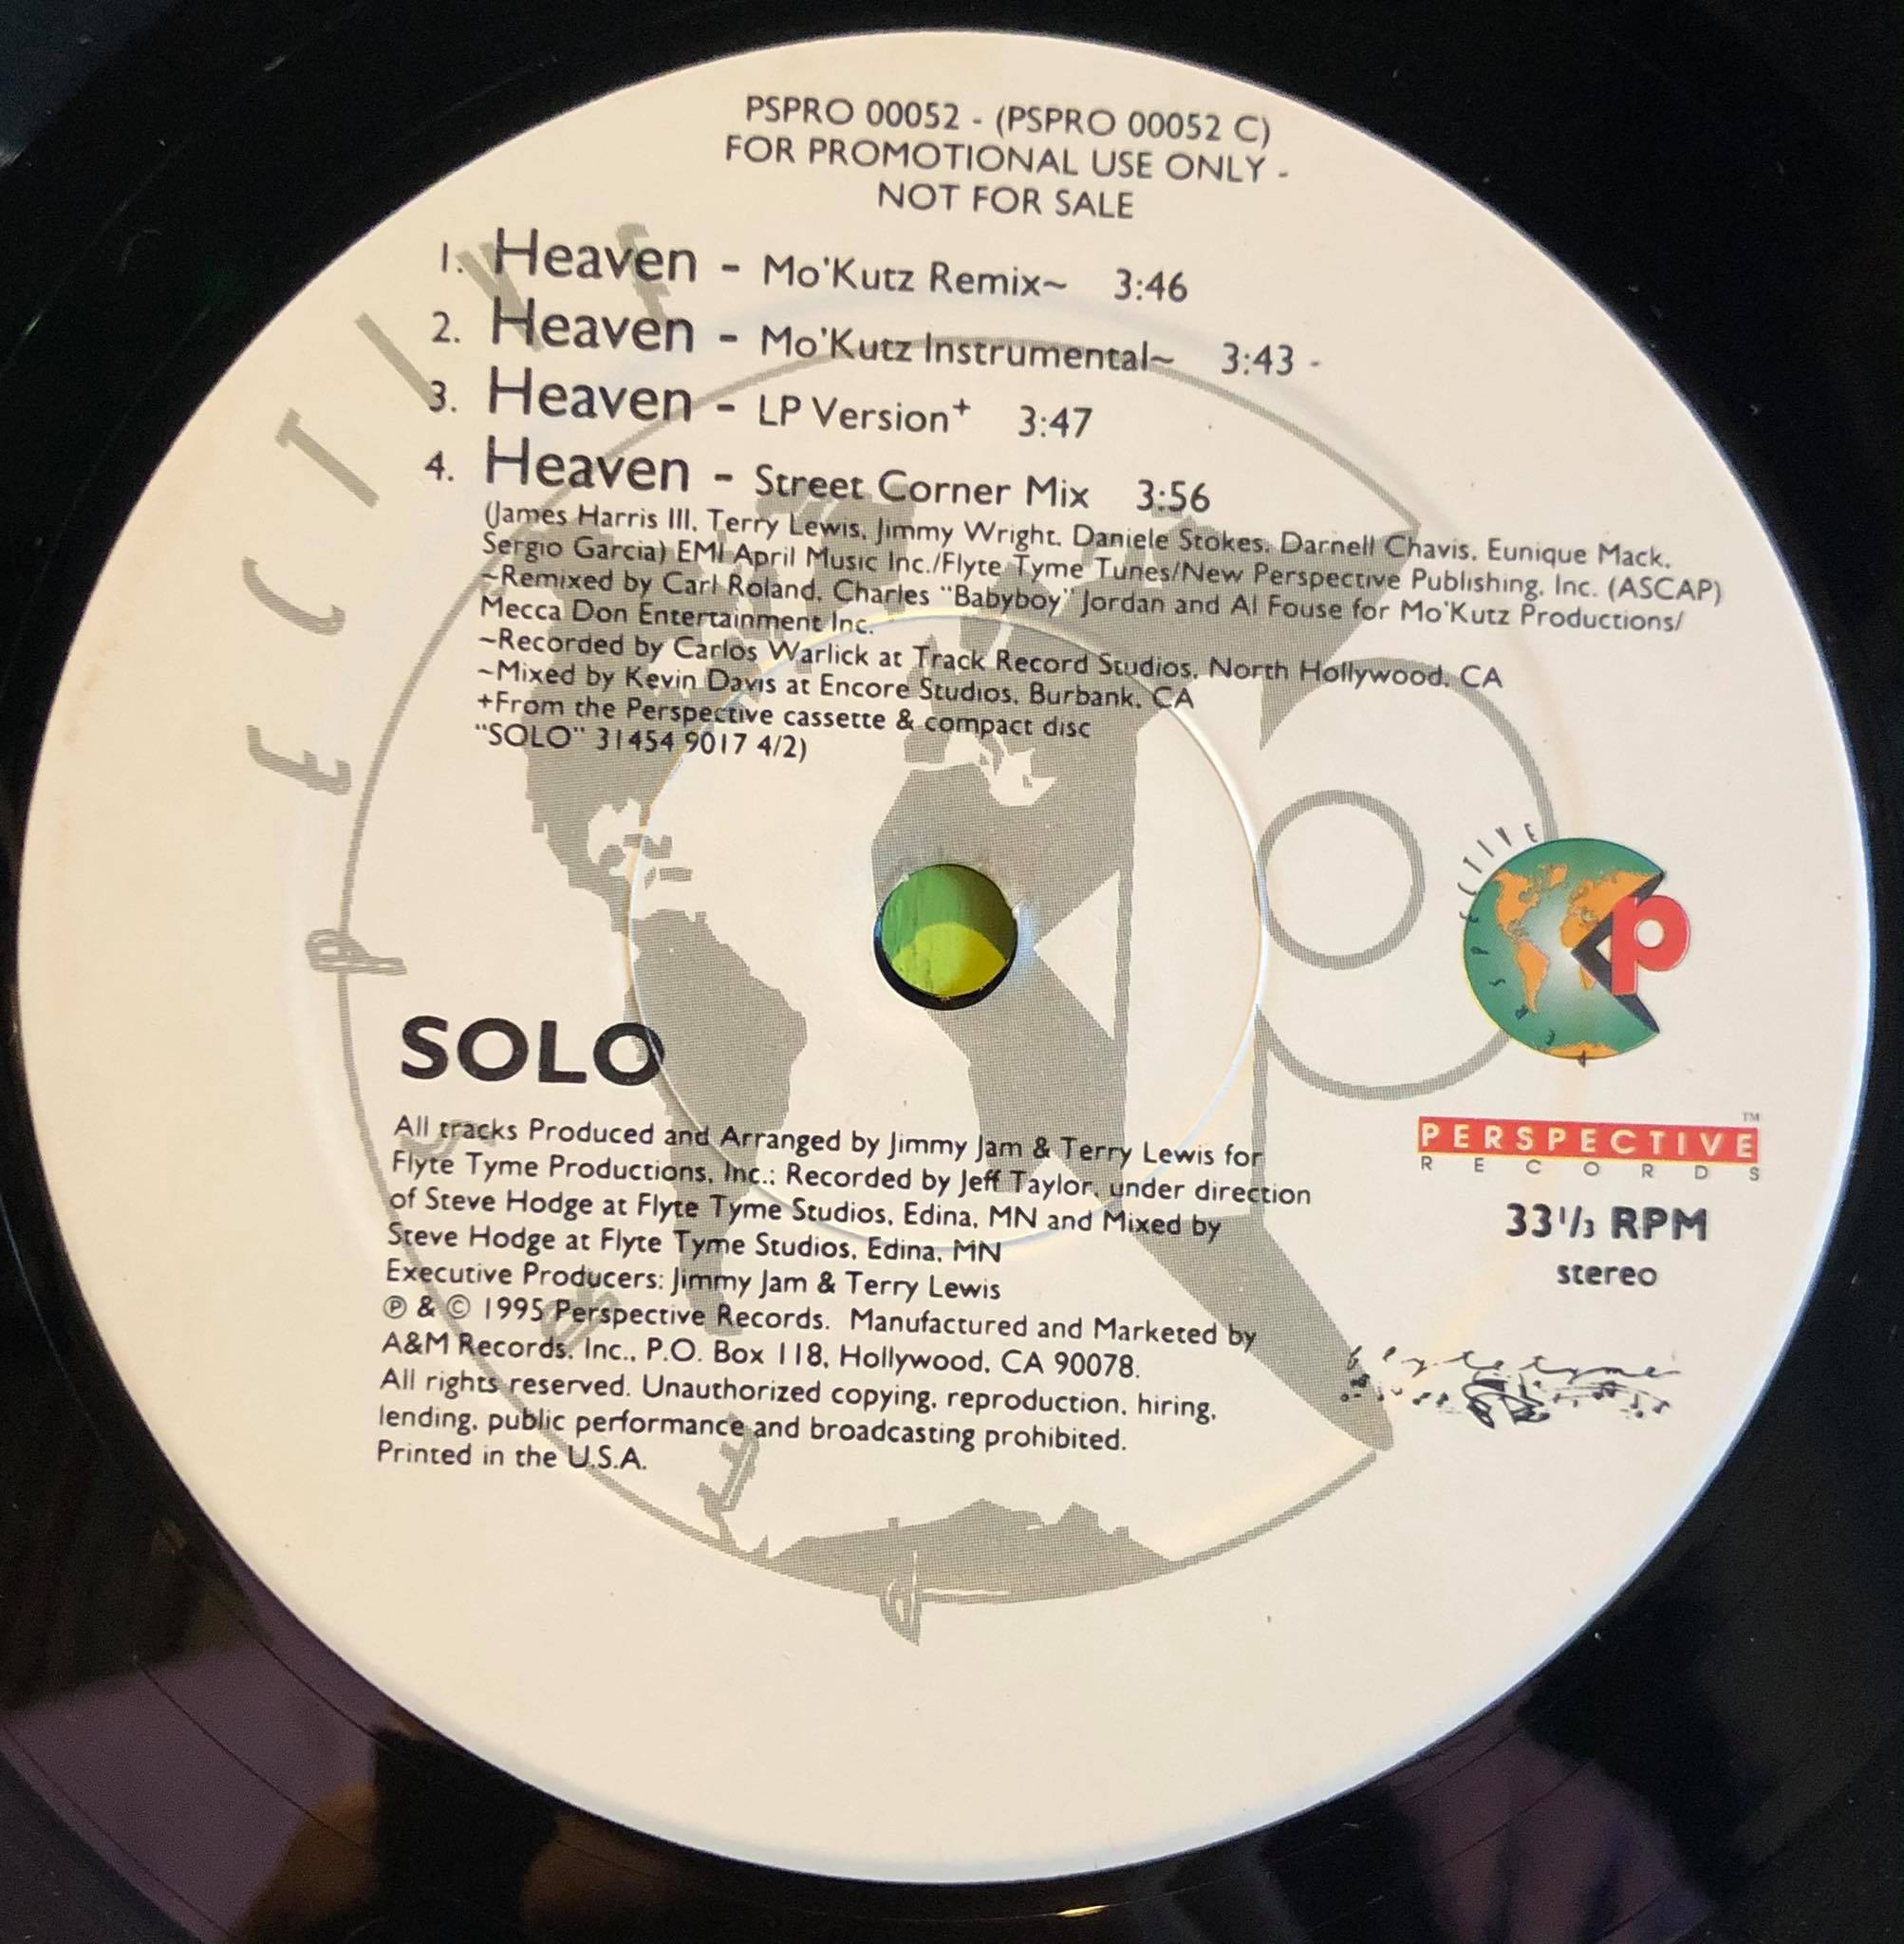 PSPRO 00052 - (PSPRO 00052 C)
FOR PROMOTIONAL USE ONLY -
NOT FOR SALE
1. Heaven - Mo'Kutz Remix~ 3:46
2. Heaven - Mo'Kutz Instrumental~ 3:43 -
3. Heaven - LP Version+ 3:47
4. Heaven - Street Corner Mix 3:56
(James Harris III, Terry Lewis, Jimmy Wright, Daniele Stokes, Darnell Chavis, Eunique Mack,
Sergio Garcia) EMI April Music Inc./Flyte Tyme Tunes/New Perspective Publishing, Inc. (ASCAP)
~Remixed by Carl Roland, Charles "Babyboy" Jordan and Al Fouse for Mo'Kutz Productions/
Mecca Don Entertainment Inc.
~Recorded by Carlos Warlick at Track Record Studios, North Hollywood, CA
~Mixed by Kevin Davis at Encore Studios, Burbank, CA
+From the Perspective cassette & compact disc
"SOLO" 31454 9017 4/2)
PERSPECTIVE
p
SOLO
PERSPECTIVE
p
PERSPECTIVE™
RECORDS
33 1/3 RPM
stereo
flyte tyme
All tracks Produced and Arranged by Jimmy Jam & Terry Lewis for
Flyte Tyme Productions, Inc.; Recorded by Jeff Taylor, under direction
of Steve Hodge at Flyte Tyme Studios, Edina, MN and Mixed by
Steve Hodge at Flyte Tyme Studios, Edina, MN
Executive Producers: Jimmy Jam & Terry Lewis
℗ & © 1995 Perspective Records. Manufactured and Marketed by
A&M Records, Inc., P.O. Box 118, Hollywood, CA 90078.
All rights reserved. Unauthorized copying, reproduction, hiring,
lending, public performance and broadcasting prohibited.
Printed in the U.S.A.